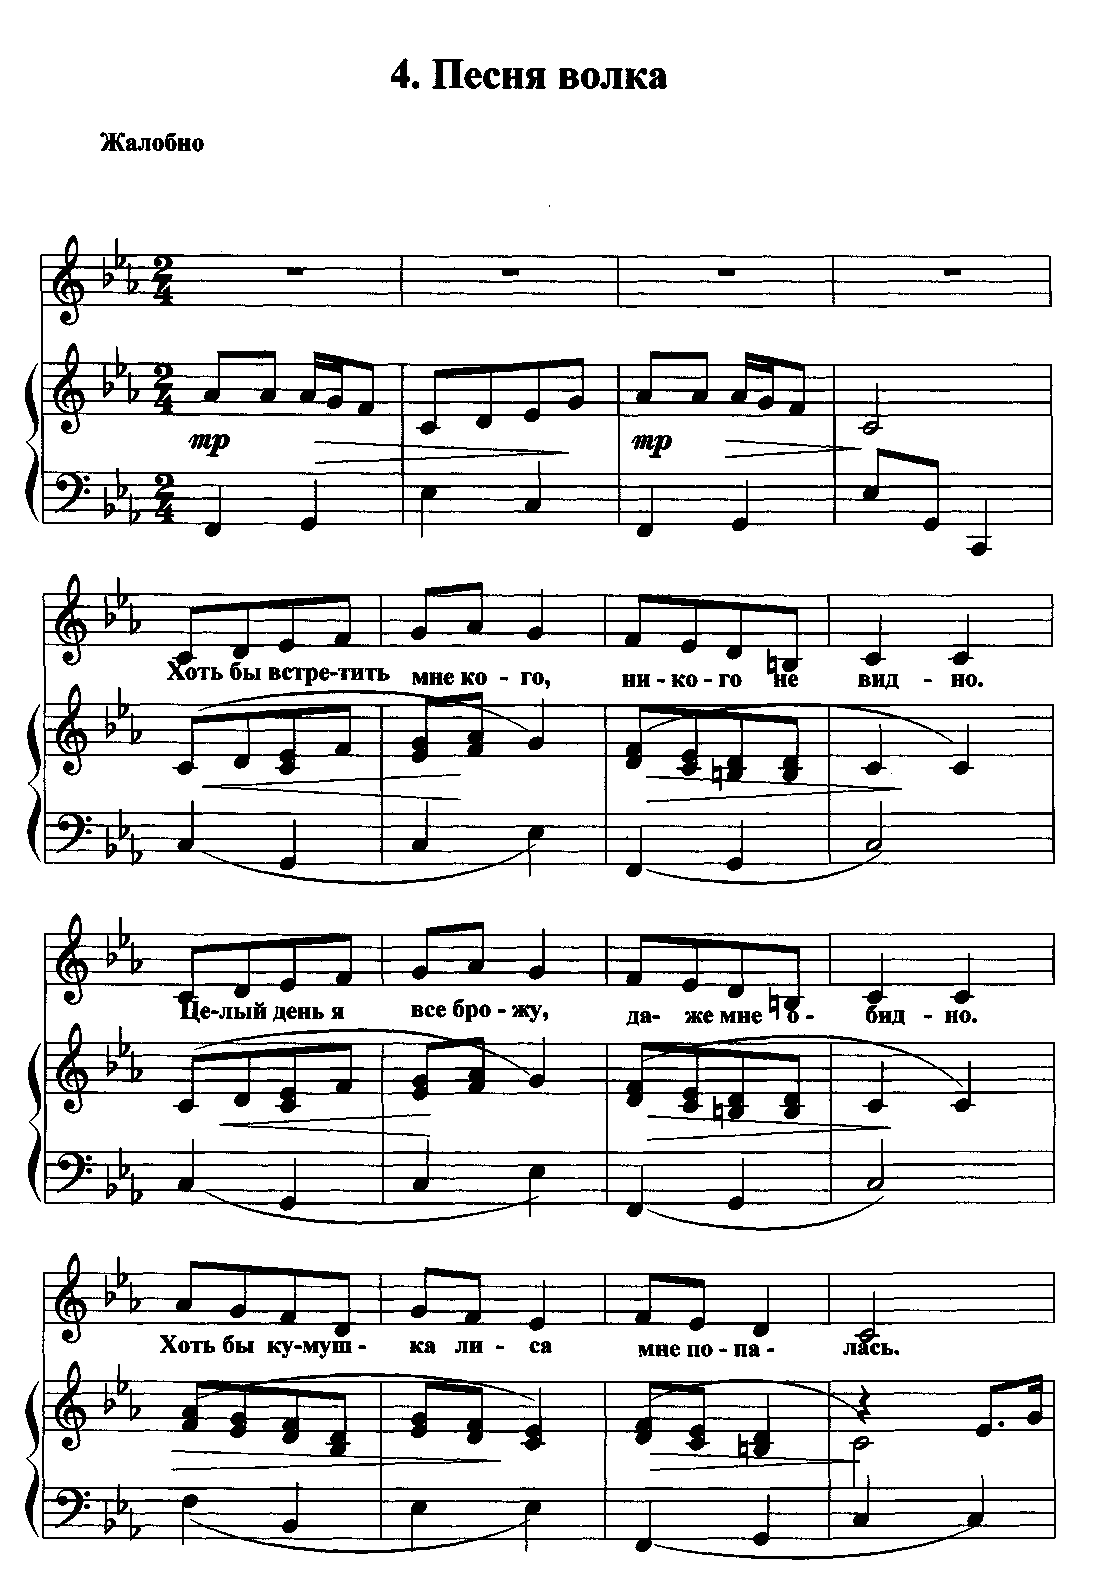 4. Песня волка
Жалобно
mp mp
Хоть бы встре-тить мне ко - го, ни - ко - го не вид - но.
Це-лый день я все бро - жу, да- же мне о- бид - но.
Хоть бы ку-муш- ка ли - са мне по - па - лась.